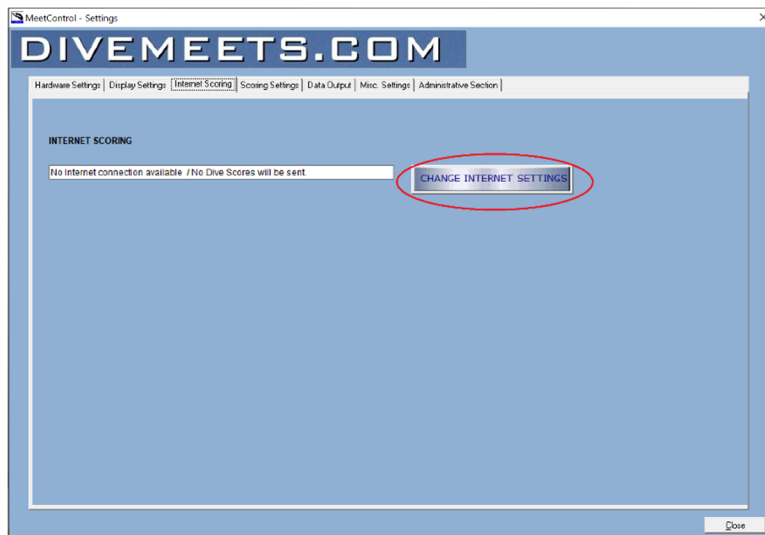 MeetControl - Settings
DIVEMEETS.COM
Hardware Settings Display Settings Internet Scoring Scoring Settings Data Output Misc. Settings Administrative Section
INTERNET SCORING
No Internet connection available / No Dive Scores will be sent
CHANGE INTERNET SETTINGS
Close